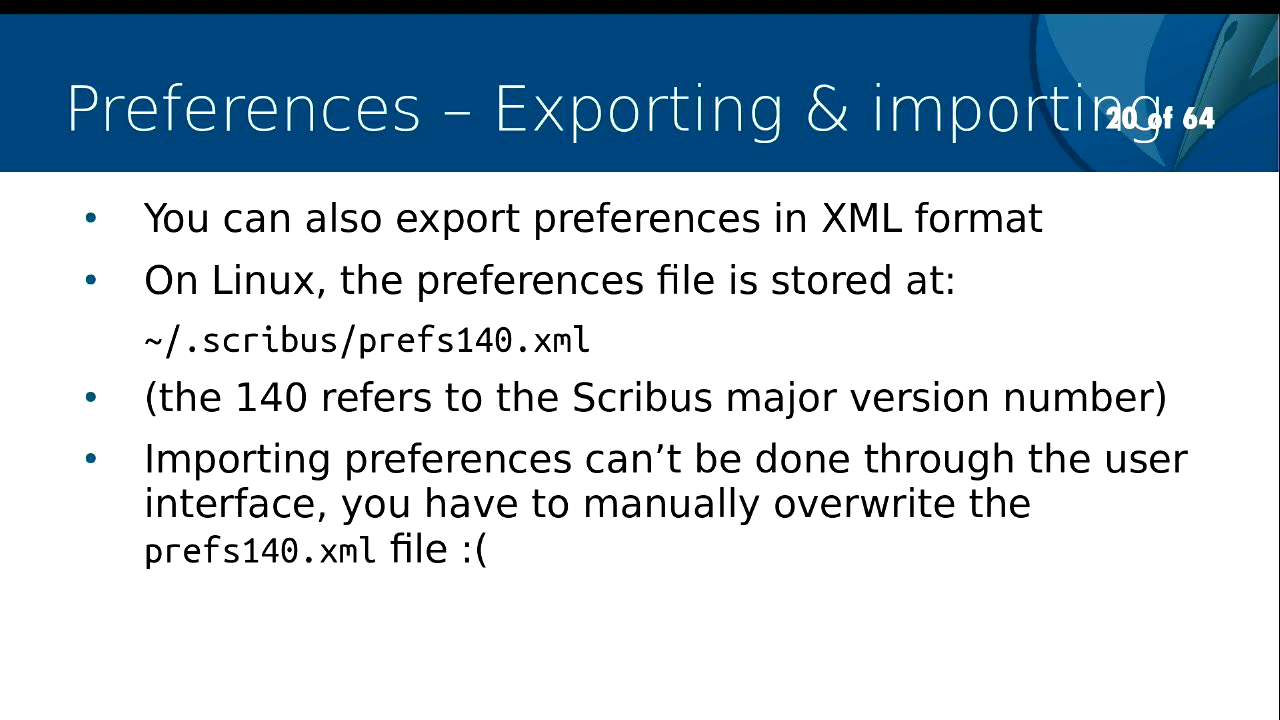 Preferences – Exporting & importing
20 of 64
• You can also export preferences in XML format
• On Linux, the preferences file is stored at:
~/.scribus/prefs140.xml
• (the 140 refers to the Scribus major version number)
• Importing preferences can’t be done through the user
interface, you have to manually overwrite the
prefs140.xml file :(